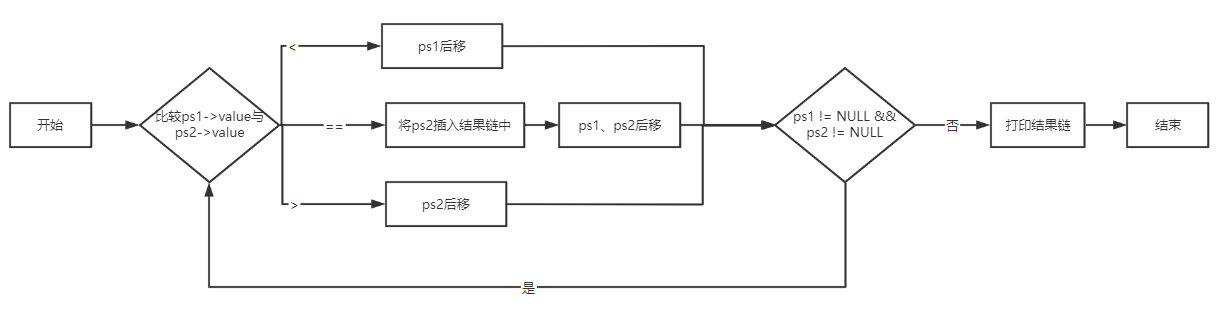 开始
比较ps1->value与
ps2->value
<
ps1后移
==
将ps2插入结果链中
ps1、ps2后移
>
ps2后移
ps1 != NULL &&
ps2 != NULL
否
打印结果链
结束
是